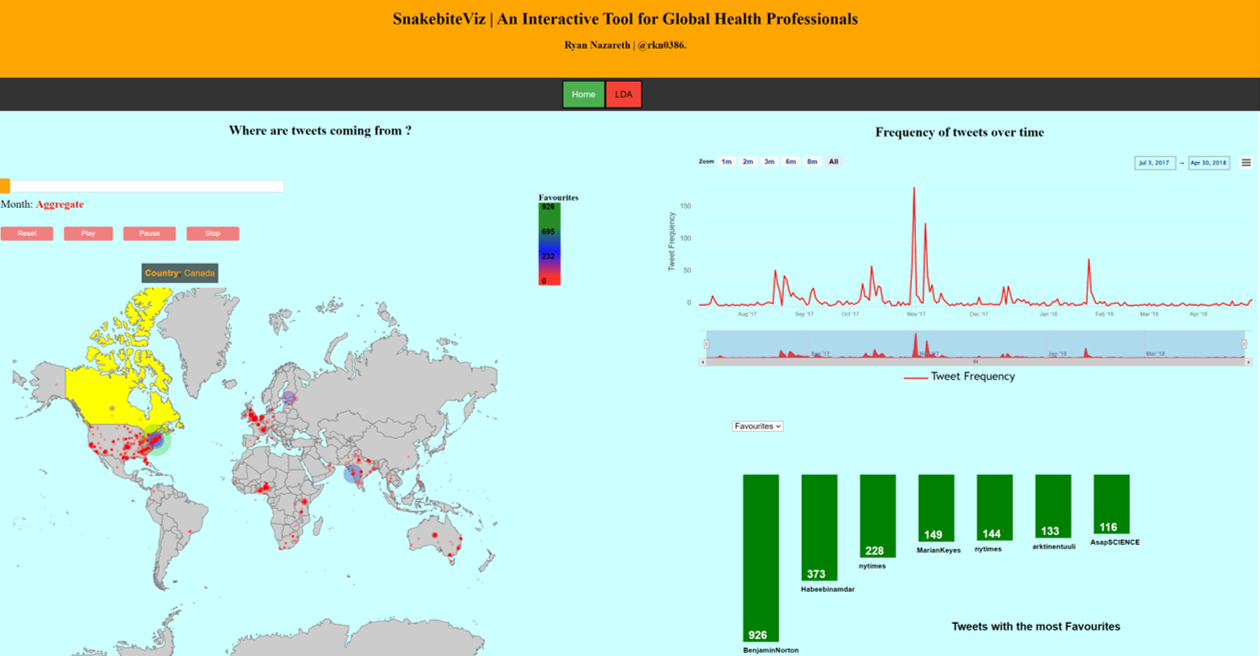 SnakebiteViz | An Interactive Tool for Global Health Professionals
Ryan Nazareth | @rkn0386.
Home LDA
Where are tweets coming from ?
Month: Aggregate
Reset Play Pause Stop
Favourites
926
695
232
0
Country: Canada
Frequency of tweets over time
Zoom 1m 2m 3m 6m 8m All
Jul 3, 2017 → Apr 30, 2018
Tweet Frequency
150
100
50
0
Aug '17 Sep '17 Oct '17 Nov '17 Dec '17 Jan '18 Feb '18 Mar '18 Apr '18
Sep '17 Nov '17 Jan '18 Mar '18
Tweet Frequency
Favourites
926
BenjaminNorton
373
Habeebinamdar
228
nytimes
149
MarianKeyes
144
nytimes
133
arktinentuuli
116
AsapSCIENCE
Tweets with the most Favourites